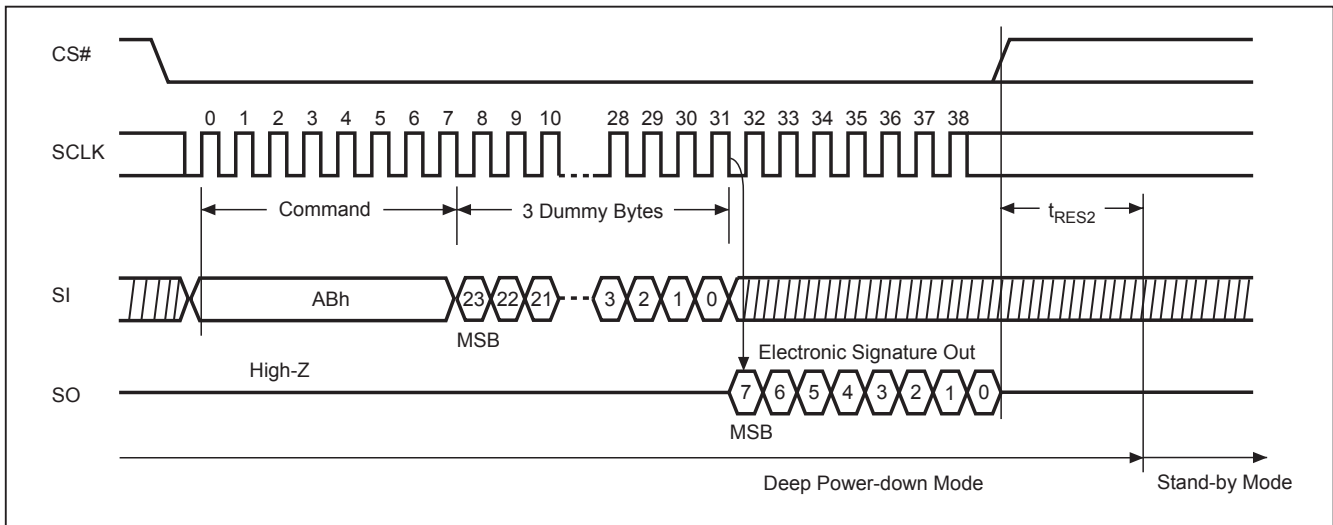 CS#
0 1 2 3 4 5 6 7 8 9 10 28 29 30 31 32 33 34 35 36 37 38
SCLK
Command
3 Dummy Bytes
tRES2
SI
ABh
23 22 21 3 2 1 0
MSB
Electronic Signature Out
High-Z
SO
7 6 5 4 3 2 1 0
MSB
Deep Power-down Mode
Stand-by Mode